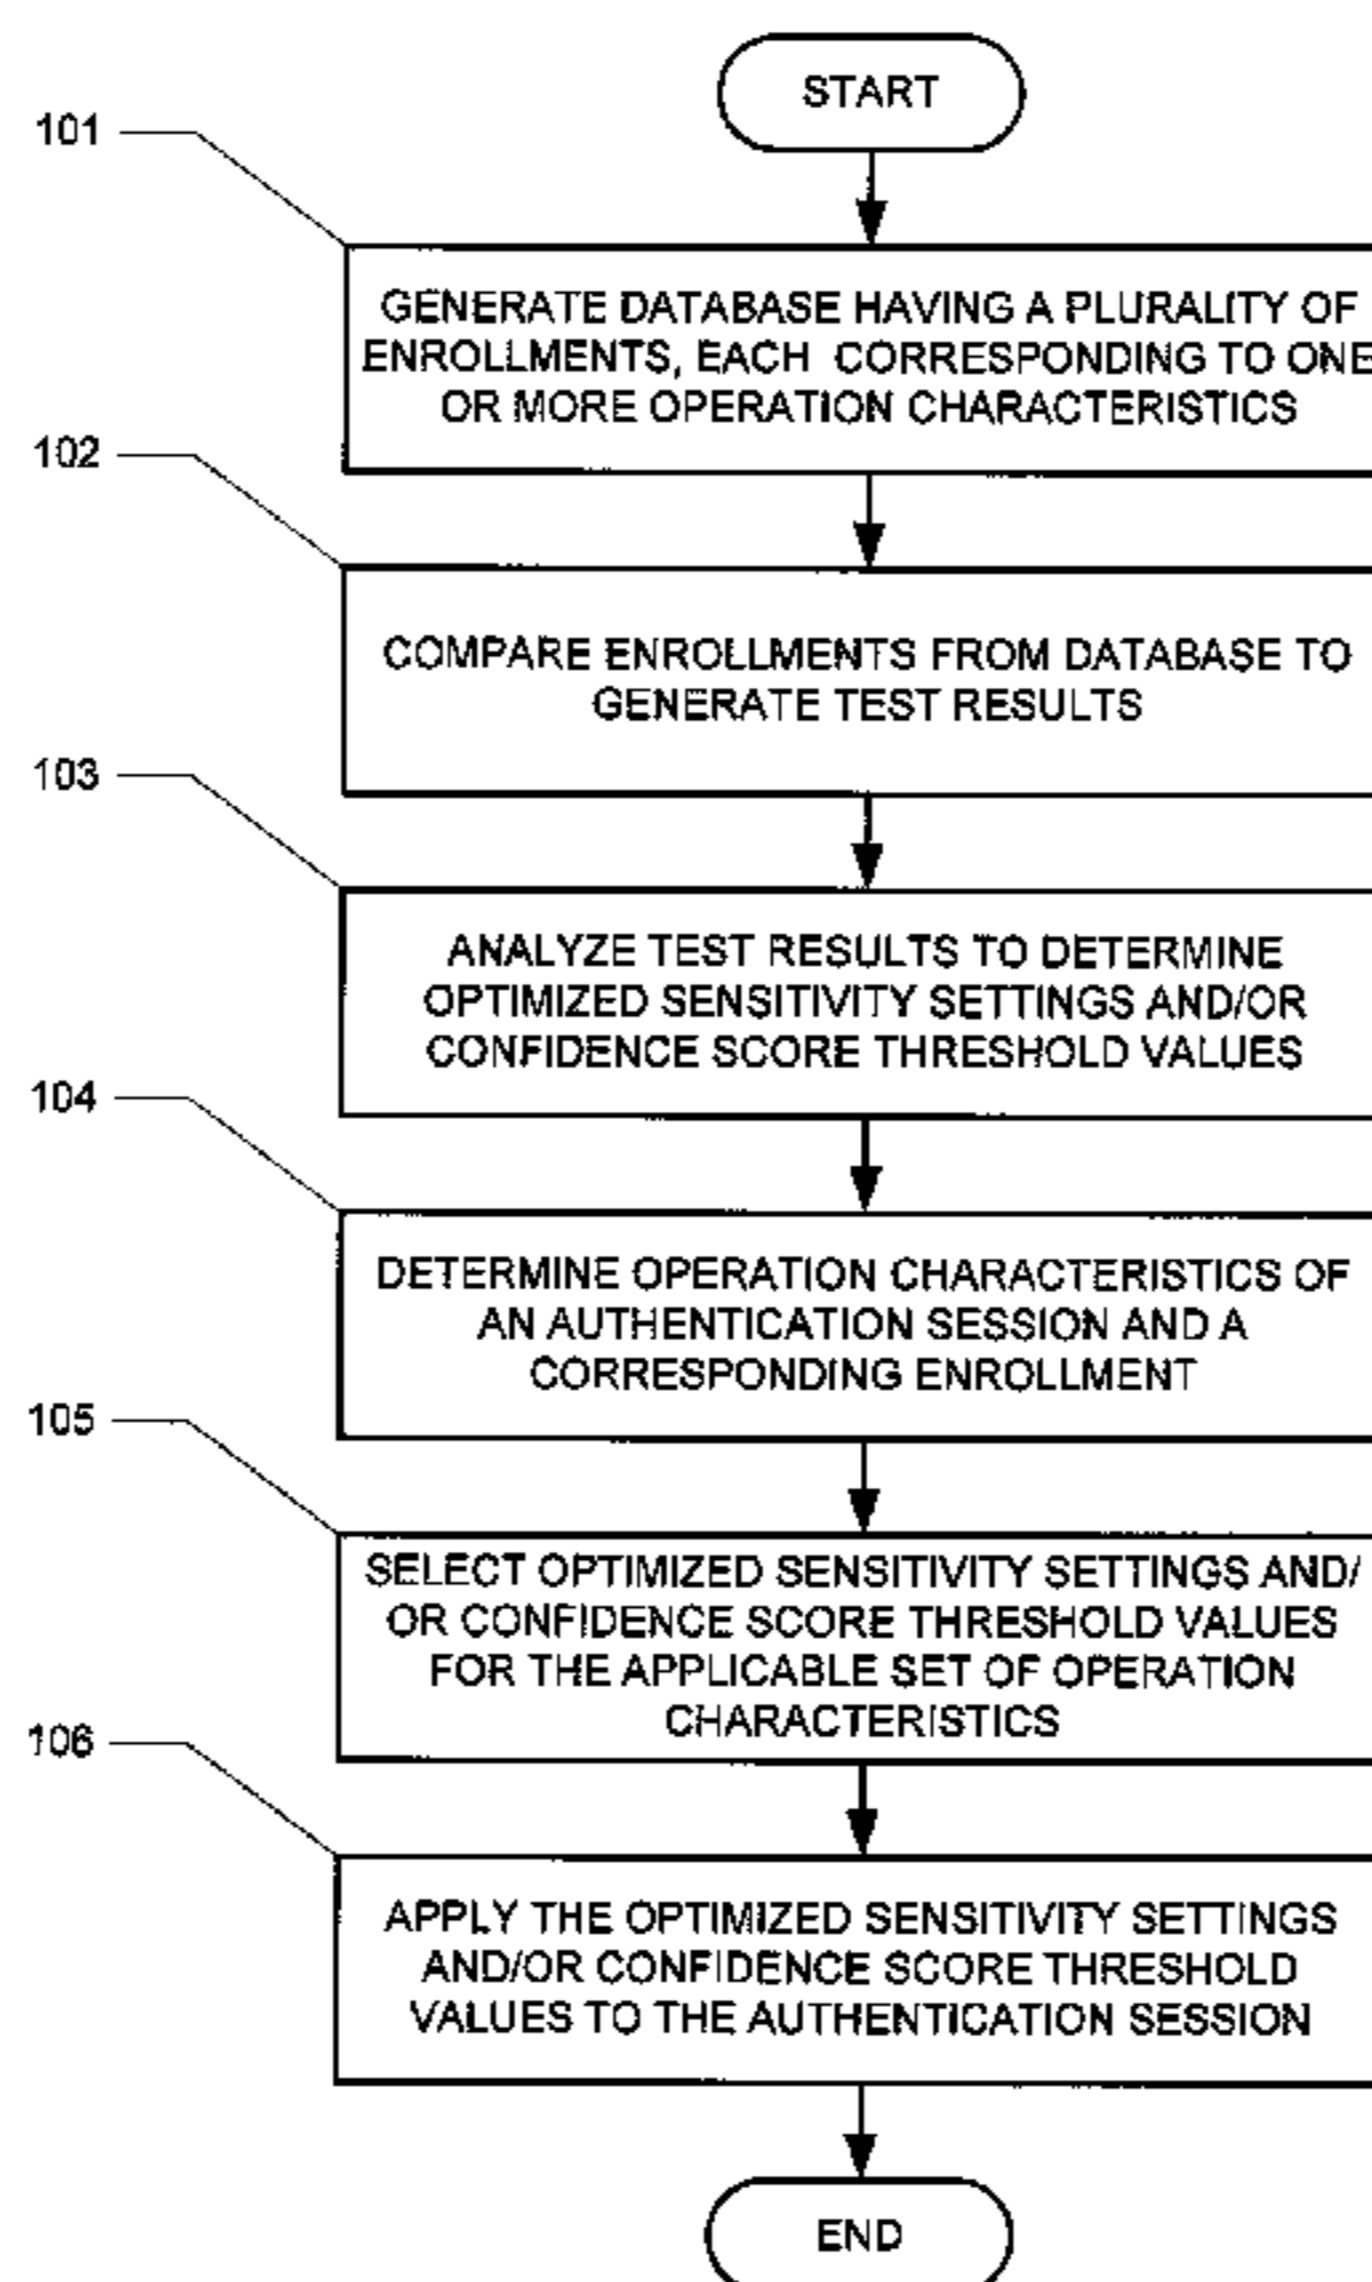 START
101
GENERATE DATABASE HAVING A PLURALITY OF
ENROLLMENTS, EACH CORRESPONDING TO ONE
OR MORE OPERATION CHARACTERISTICS
102
COMPARE ENROLLMENTS FROM DATABASE TO
GENERATE TEST RESULTS
103
ANALYZE TEST RESULTS TO DETERMINE
OPTIMIZED SENSITIVITY SETTINGS AND/OR
CONFIDENCE SCORE THRESHOLD VALUES
104
DETERMINE OPERATION CHARACTERISTICS OF
AN AUTHENTICATION SESSION AND A
CORRESPONDING ENROLLMENT
105
SELECT OPTIMIZED SENSITIVITY SETTINGS AND/
OR CONFIDENCE SCORE THRESHOLD VALUES
FOR THE APPLICABLE SET OF OPERATION
CHARACTERISTICS
106
APPLY THE OPTIMIZED SENSITIVITY SETTINGS
AND/OR CONFIDENCE SCORE THRESHOLD
VALUES TO THE AUTHENTICATION SESSION
END